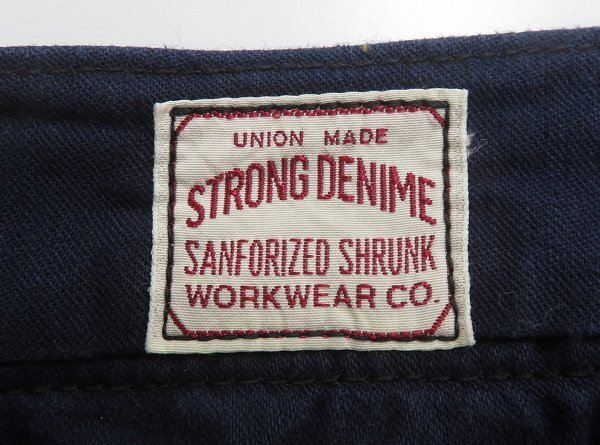 UNION MADE
STRONG DENIME
SANFORIZED SHRUNK
WORKWEAR CO.